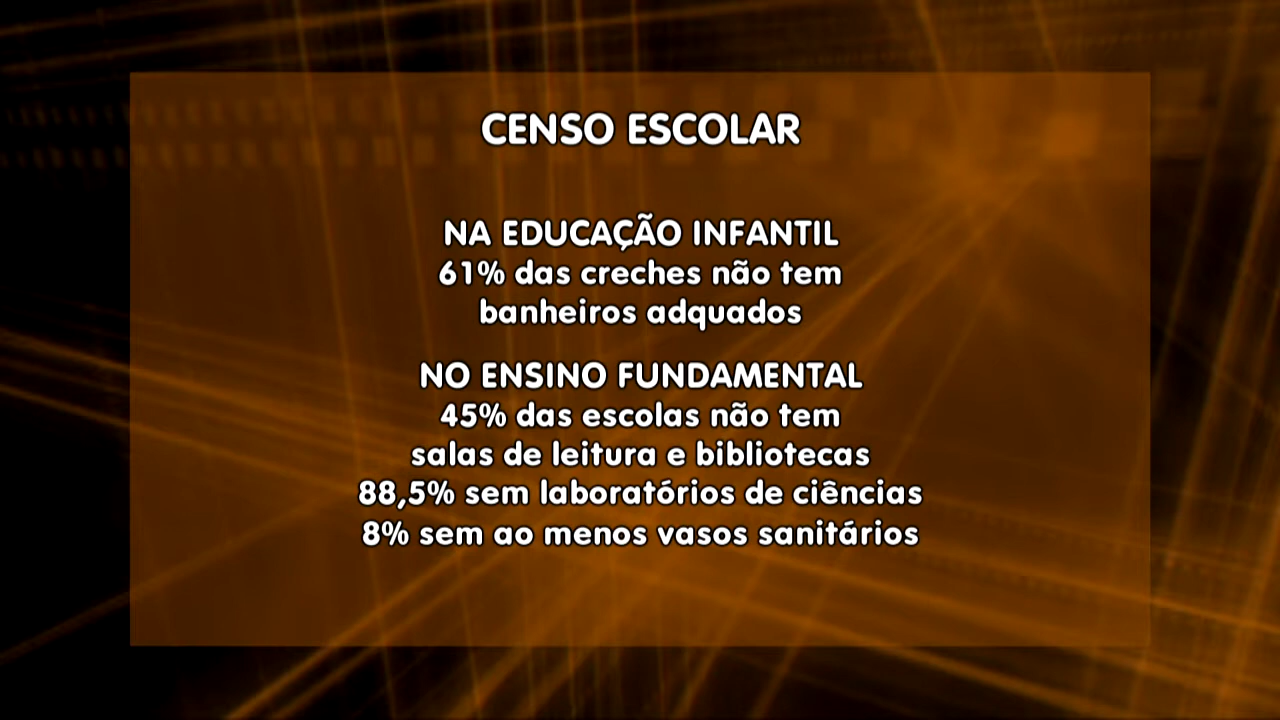 CENSO ESCOLAR
NA EDUCAÇÃO INFANTIL
61% das creches não tem
banheiros adquados
NO ENSINO FUNDAMENTAL
45% das escolas não tem
salas de leitura e bibliotecas
88,5% sem laboratórios de ciências
8% sem ao menos vasos sanitários